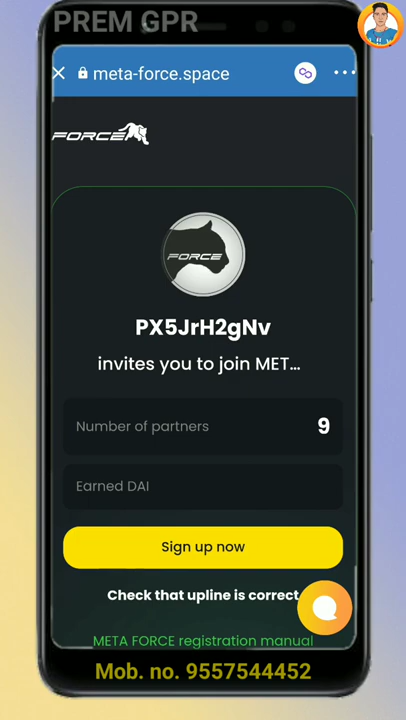 PREM GPR
meta-force.space
FORCE
FORCE
PX5JrH2gNv
invites you to join MET...
Number of partners
9
Earned DAI
Sign up now
Check that upline is correct
META FORCE registration manual
Mob. no. 9557544452